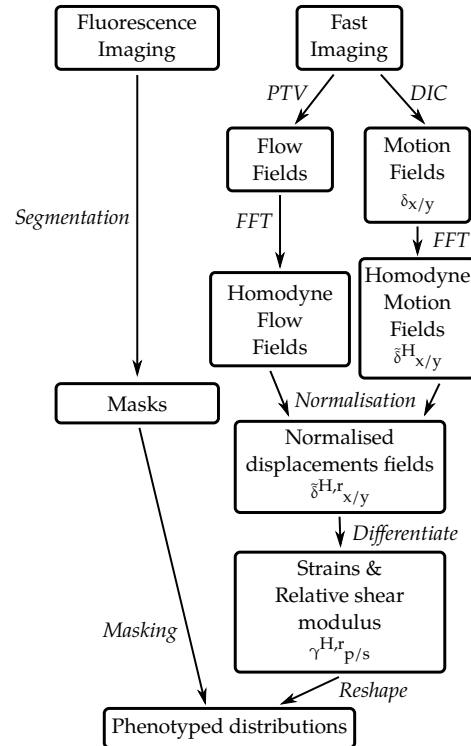 Fluorescence
Imaging
Fast
Imaging
PTV
DIC
Flow
Fields
Motion
Fields
δx/y
Segmentation
FFT
FFT
Homodyne
Flow
Fields
Homodyne
Motion
Fields
δ̃ᴴx/y
Masks
Normalisation
Normalised
displacements fields
δ̃ᴴ,ʳx/y
Differentiate
Strains &
Relative shear
modulus
γᴴ,ʳp/s
Masking
Reshape
Phenotyped distributions